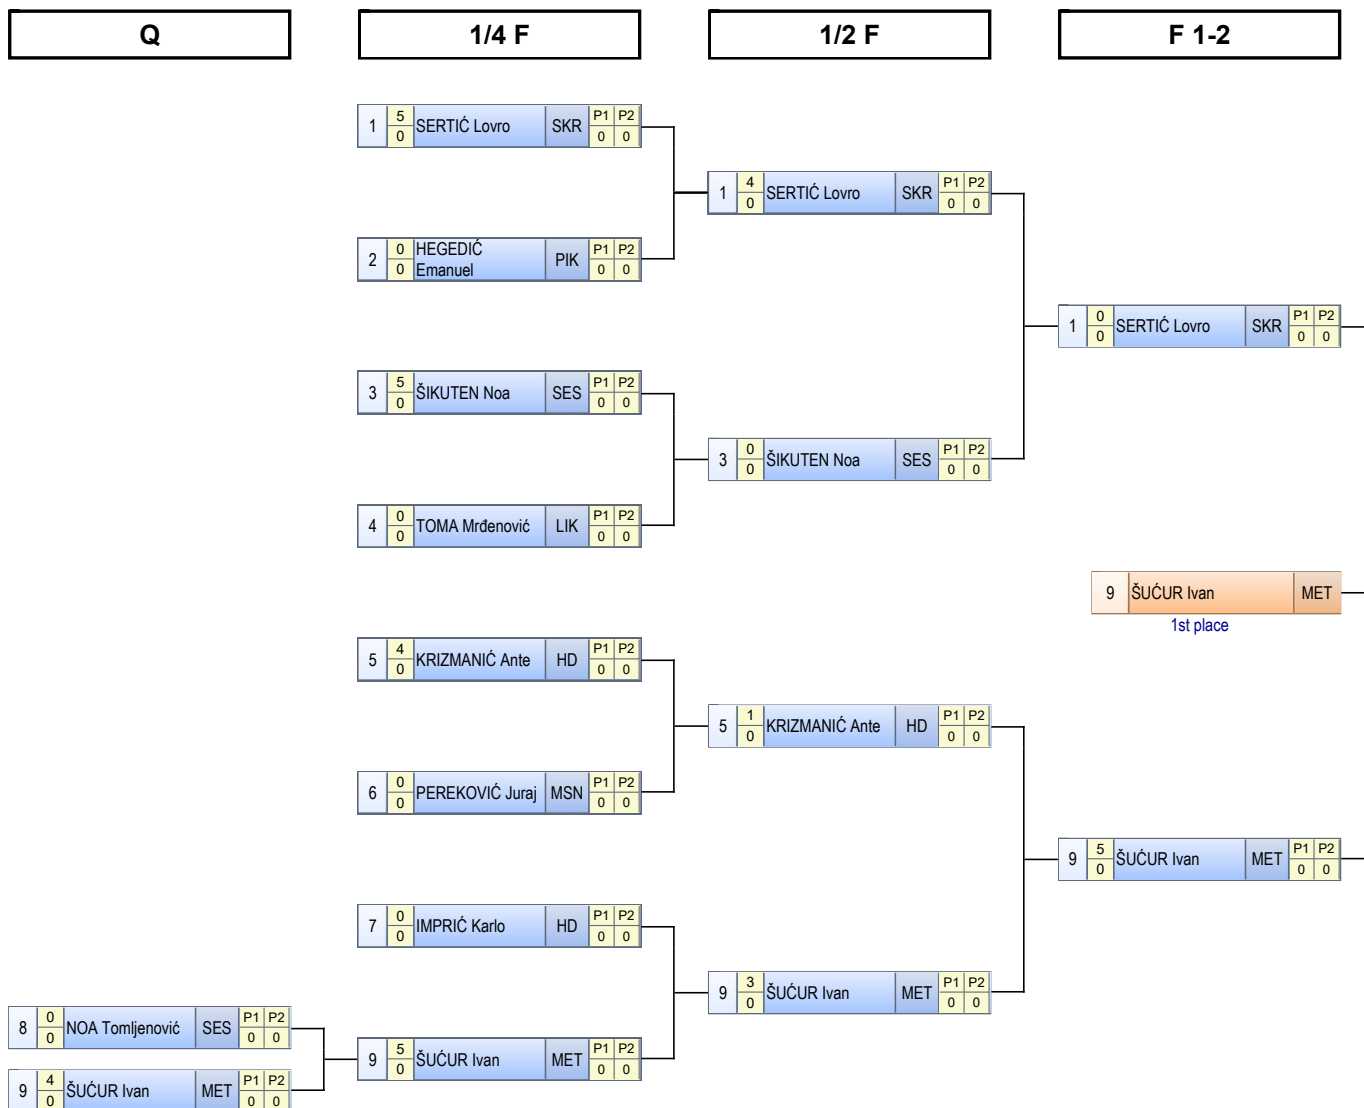 Q
1/4 F
1/2 F
F 1-2
1 5 0 SERTIĆ Lovro SKR P1 P2 0 0
2 0 0 HEGEDIĆ Emanuel PIK P1 P2 0 0
3 5 0 ŠIKUTEN Noa SES P1 P2 0 0
4 0 0 TOMA Mrđenović LIK P1 P2 0 0
5 4 0 KRIZMANIĆ Ante HD P1 P2 0 0
6 0 0 PEREKOVIĆ Juraj MSN P1 P2 0 0
7 0 0 IMPRIĆ Karlo HD P1 P2 0 0
8 0 0 NOA Tomljenović SES P1 P2 0 0
9 4 0 ŠUĆUR Ivan MET P1 P2 0 0
9 5 0 ŠUĆUR Ivan MET P1 P2 0 0
1 4 0 SERTIĆ Lovro SKR P1 P2 0 0
3 0 0 ŠIKUTEN Noa SES P1 P2 0 0
5 1 0 KRIZMANIĆ Ante HD P1 P2 0 0
9 3 0 ŠUĆUR Ivan MET P1 P2 0 0
1 0 0 SERTIĆ Lovro SKR P1 P2 0 0
9 ŠUĆUR Ivan MET
1st place
9 5 0 ŠUĆUR Ivan MET P1 P2 0 0